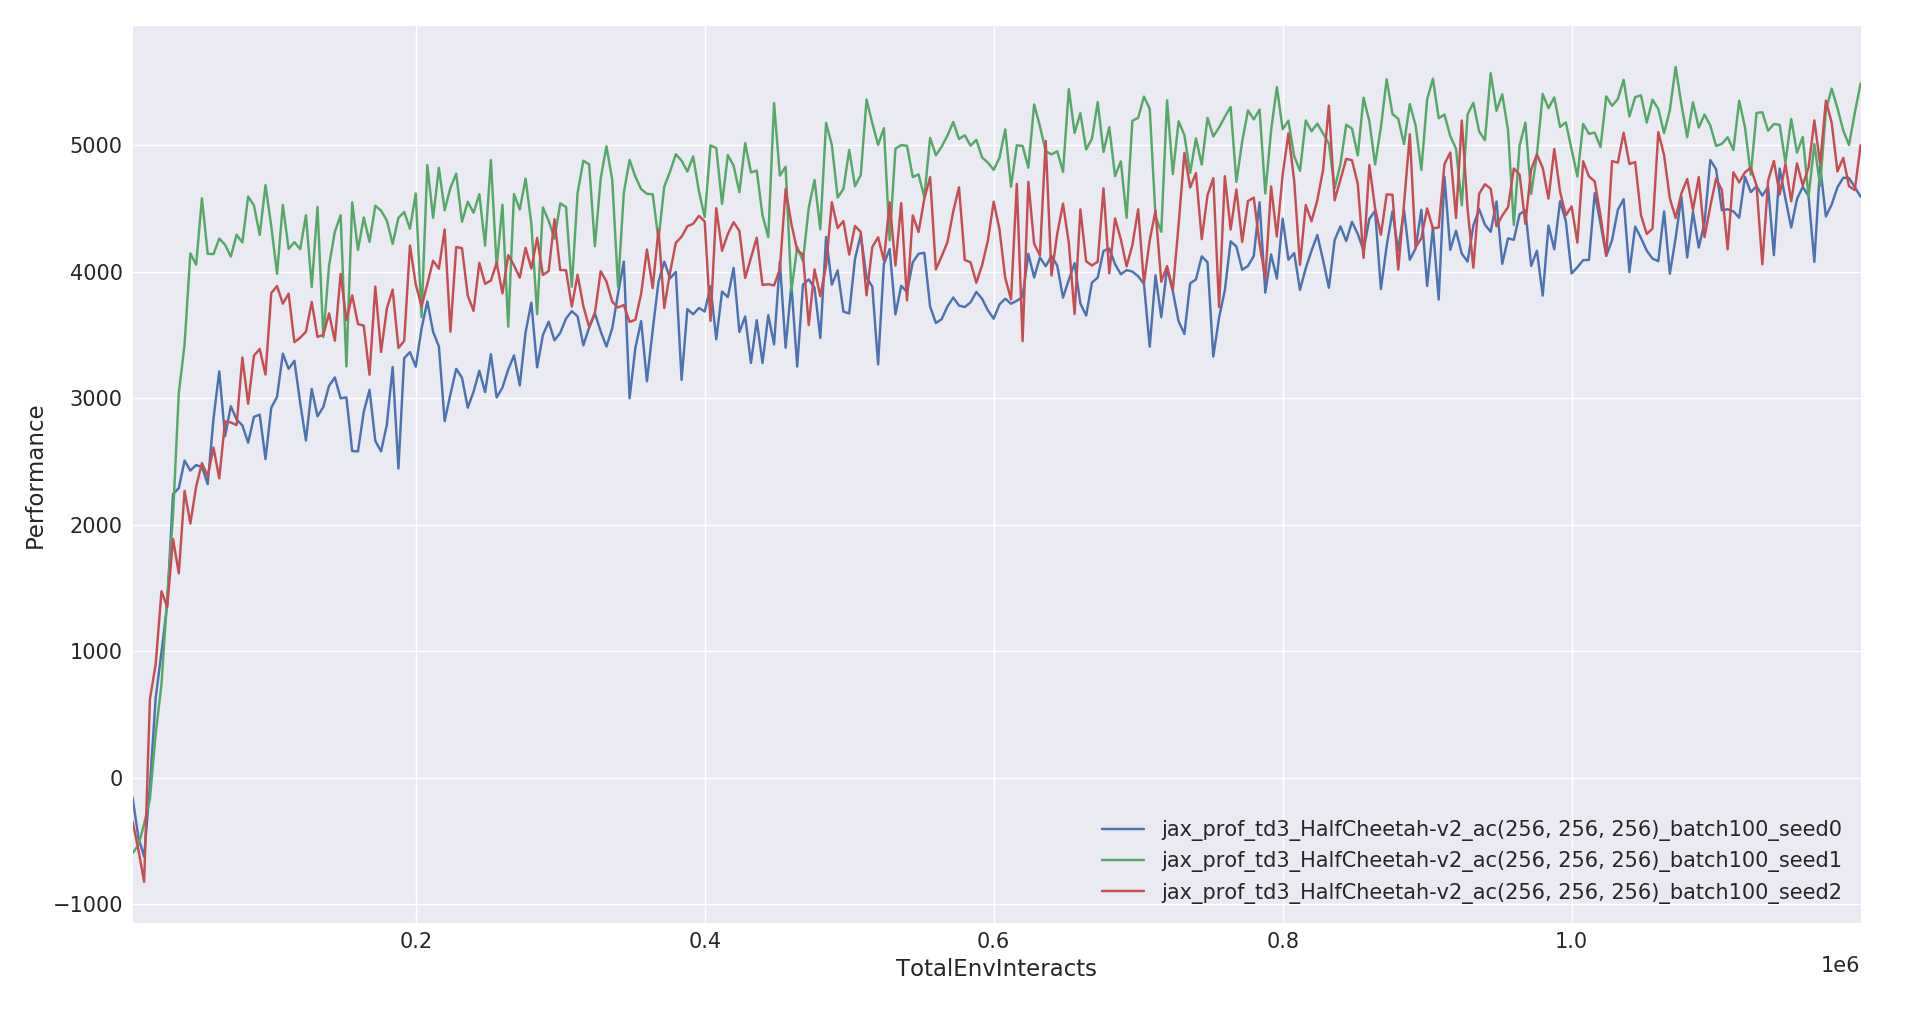 5000
4000
3000
2000
1000
0
−1000
Performance
0.2
0.4
0.6
0.8
1.0
1e6
TotalEnvInteracts
jax_prof_td3_HalfCheetah-v2_ac(256, 256, 256)_batch100_seed0
jax_prof_td3_HalfCheetah-v2_ac(256, 256, 256)_batch100_seed1
jax_prof_td3_HalfCheetah-v2_ac(256, 256, 256)_batch100_seed2